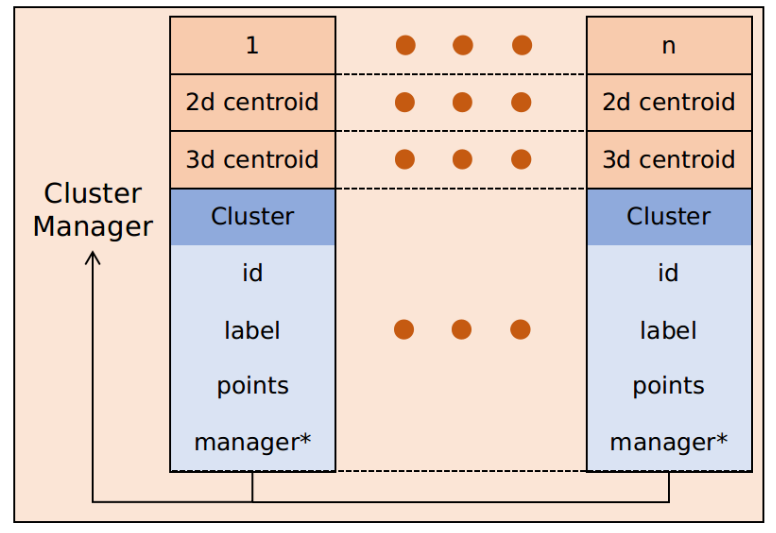 1
n
2d centroid
2d centroid
3d centroid
3d centroid
Cluster
Manager
Cluster
Cluster
id
id
label
label
points
points
manager*
manager*